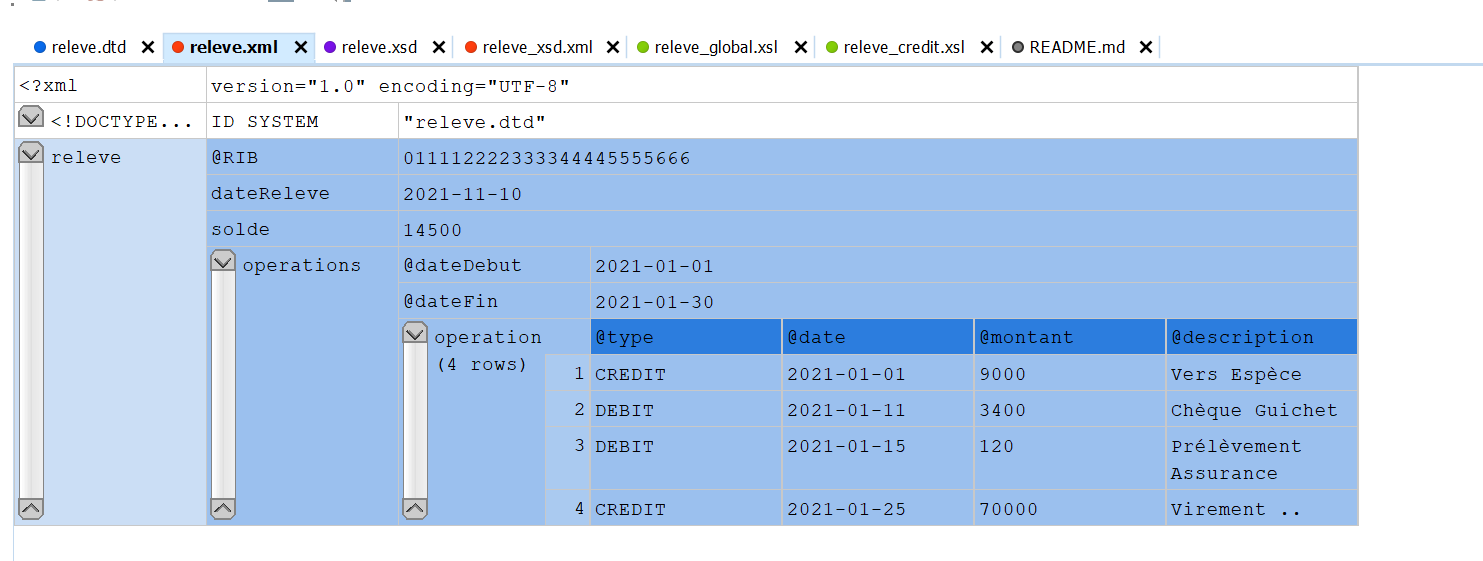 releve.dtd releve.xml releve.xsd releve_xsd.xml releve_global.xsl releve_credit.xsl README.md
<?xml version="1.0" encoding="UTF-8"
<!DOCTYPE... ID SYSTEM "releve.dtd"
releve @RIB 011112222333344445555666
dateReleve 2021-11-10
solde 14500
operations @dateDebut 2021-01-01
@dateFin 2021-01-30
operation @type @date @montant @description
(4 rows)
1 CREDIT 2021-01-01 9000 Vers Espèce
2 DEBIT 2021-01-11 3400 Chèque Guichet
3 DEBIT 2021-01-15 120 Prélèvement
Assurance
4 CREDIT 2021-01-25 70000 Virement ..